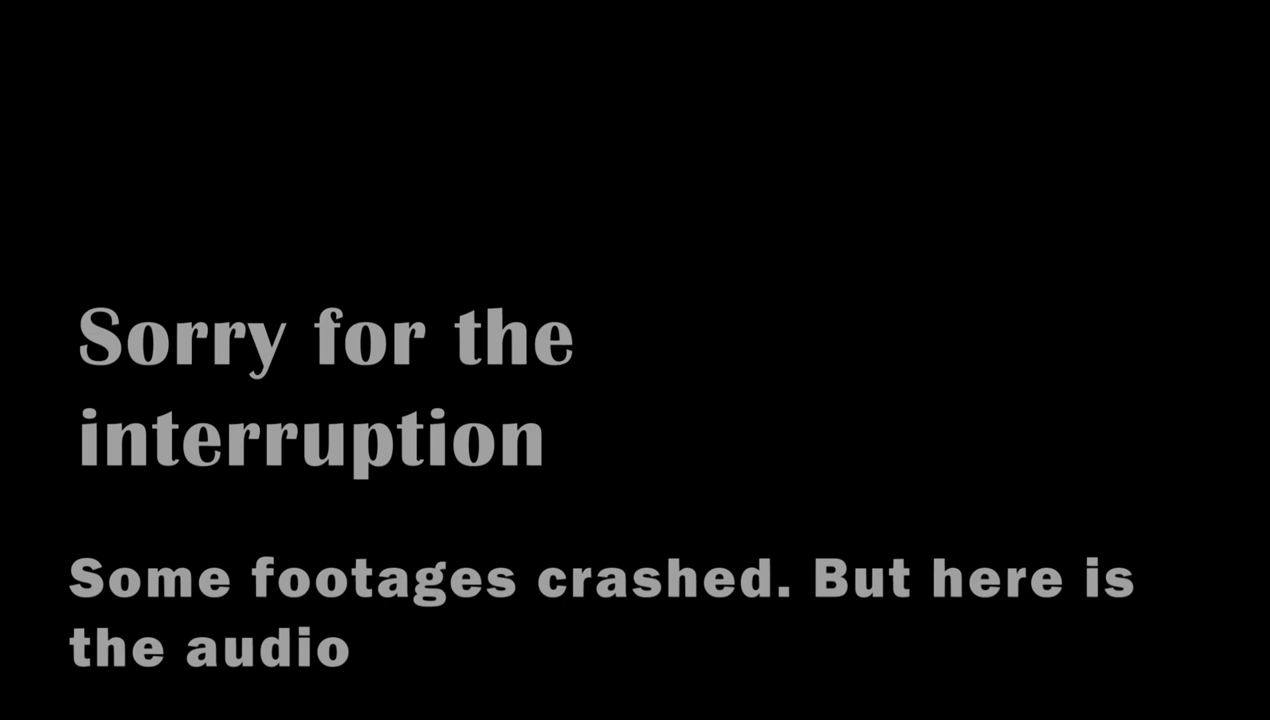 Sorry for the
interruption
Some footages crashed. But here is
the audio